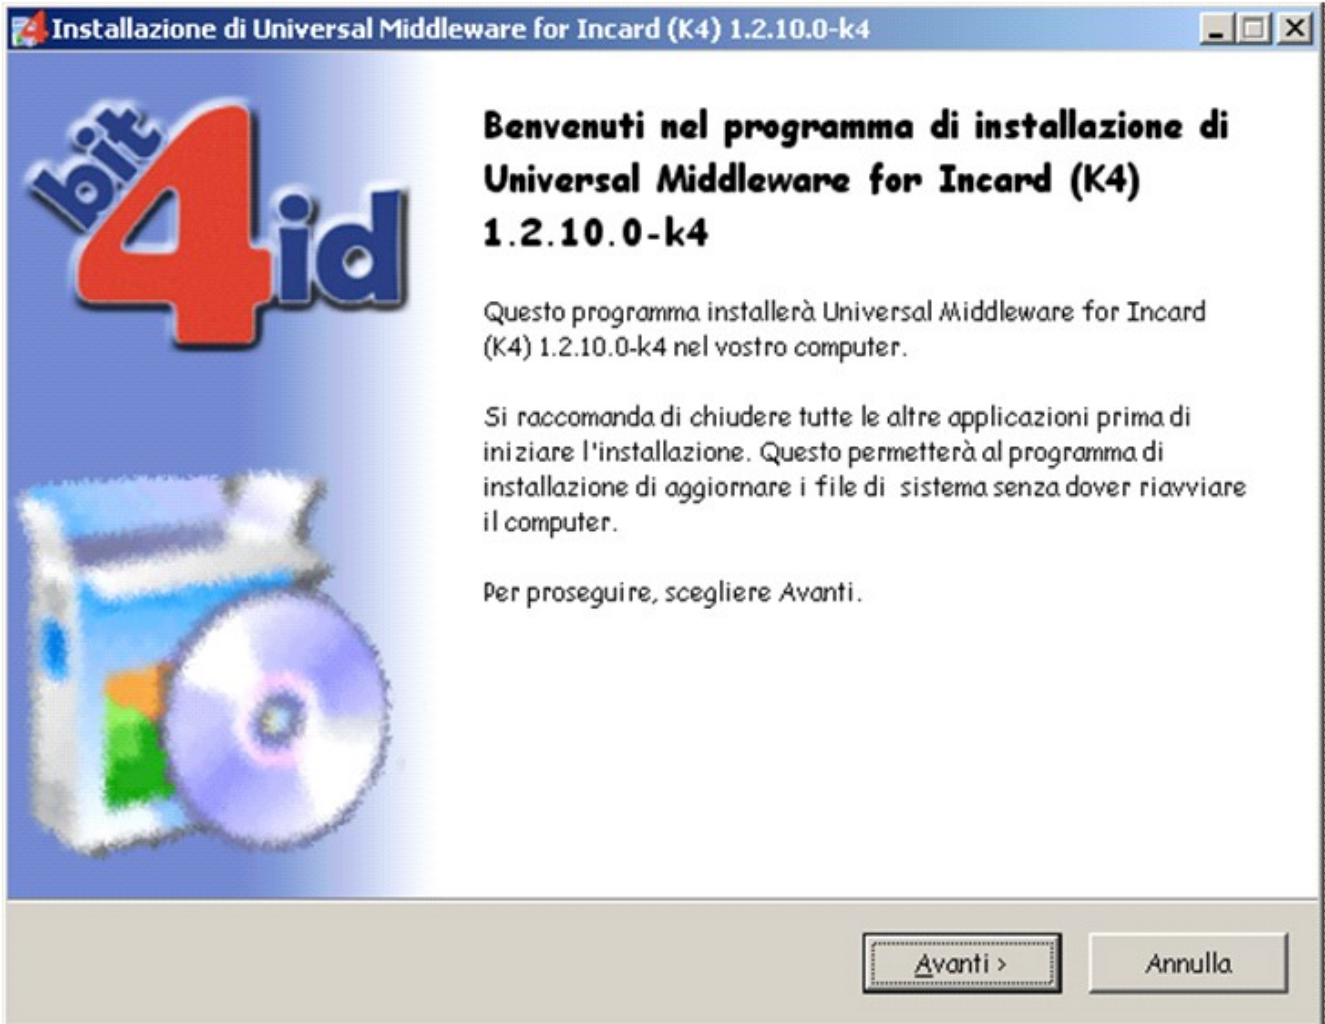 Installazione di Universal Middleware for Incard (K4) 1.2.10.0-k4
bit
4
id
Benvenuti nel programma di installazione di
Universal Middleware for Incard (K4)
1.2.10.0-k4
Questo programma installerà Universal Middleware for Incard
(K4) 1.2.10.0-k4 nel vostro computer.
Si raccomanda di chiudere tutte le altre applicazioni prima di
iniziare l'installazione. Questo permetterà al programma di
installazione di aggiornare i file di sistema senza dover riavviare
il computer.
Per proseguire, scegliere Avanti.
Avanti >
Annulla